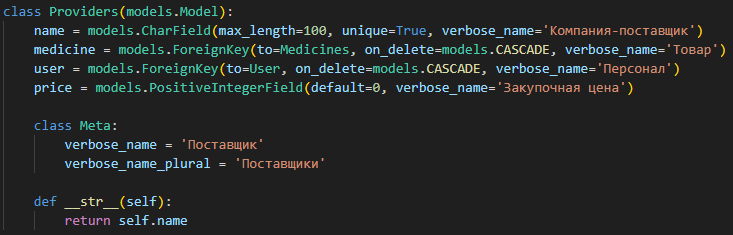 class Providers(models.Model):
    name = models.CharField(max_length=100, unique=True, verbose_name='Компания-поставщик')
    medicine = models.ForeignKey(to=Medicines, on_delete=models.CASCADE, verbose_name='Товар')
    user = models.ForeignKey(to=User, on_delete=models.CASCADE, verbose_name='Персонал')
    price = models.PositiveIntegerField(default=0, verbose_name='Закупочная цена')
    class Meta:
        verbose_name = 'Поставщик'
        verbose_name_plural = 'Поставщики'
    def __str__(self):
        return self.name